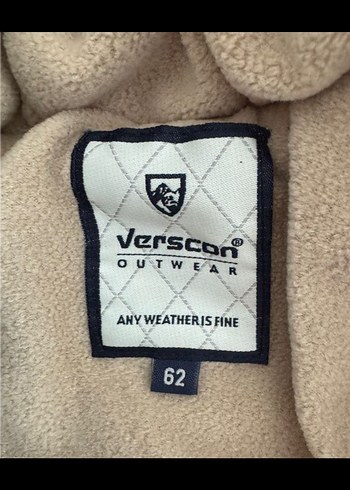 Verscon®
OUTWEAR
ANY WEATHER IS FINE
62